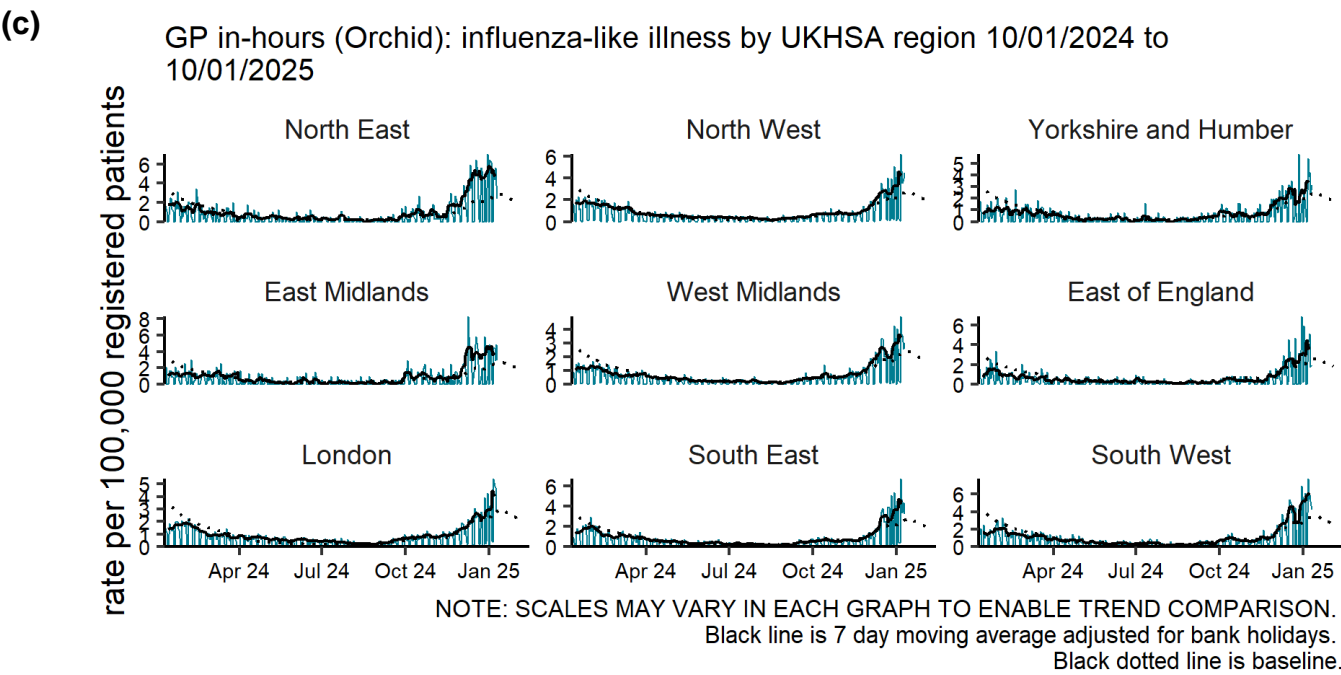 (c)
GP in-hours (Orchid): influenza-like illness by UKHSA region 10/01/2024 to
10/01/2025
rate per 100,000 registered patients
North East
6
4
2
0
North West
6
4
2
0
Yorkshire and Humber
5
4
3
2
1
0
East Midlands
8
6
4
2
0
West Midlands
4
3
2
1
0
East of England
6
4
2
0
London
5
4
3
2
1
0
South East
6
4
2
0
South West
6
4
2
0
Apr 24 Jul 24 Oct 24 Jan 25
Apr 24 Jul 24 Oct 24 Jan 25
Apr 24 Jul 24 Oct 24 Jan 25
NOTE: SCALES MAY VARY IN EACH GRAPH TO ENABLE TREND COMPARISON.
Black line is 7 day moving average adjusted for bank holidays.
Black dotted line is baseline.